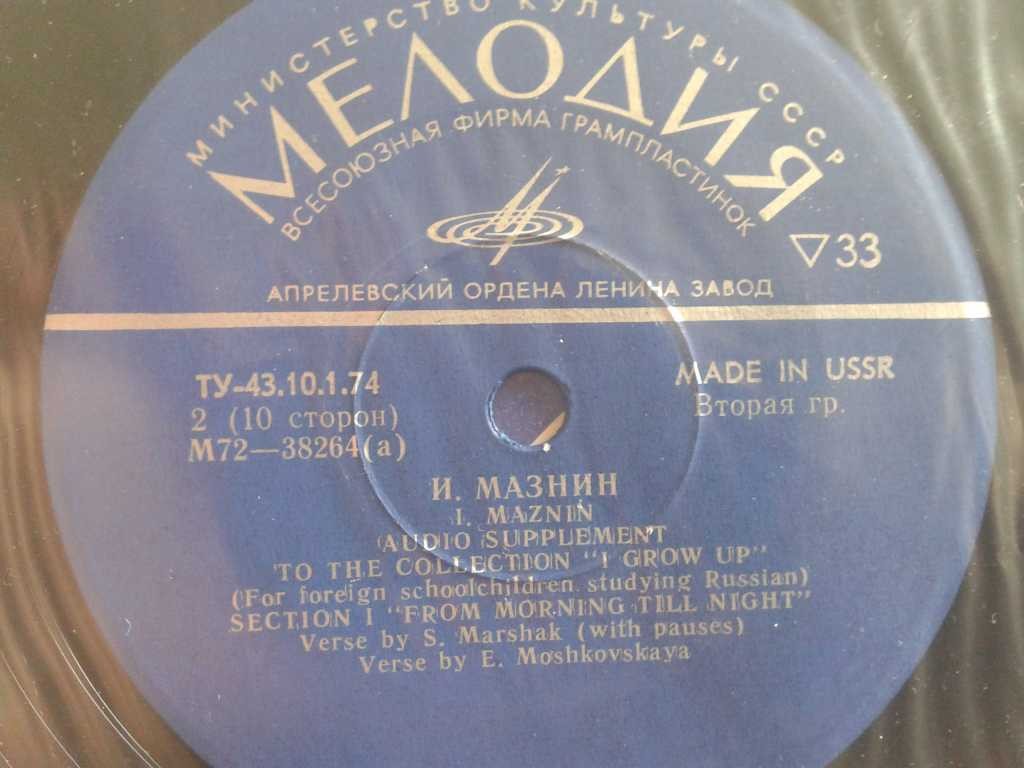 МИНИСТЕРСТВО КУЛЬТУРЫ СССР
МЕЛОДИЯ
ВСЕСОЮЗНАЯ ФИРМА ГРАМПЛАСТИНОК
▽33
АПРЕЛЕВСКИЙ ОРДЕНА ЛЕНИНА ЗАВОД
ТУ-43.10.1.74
MADE IN USSR
2 (10 сторон)
Вторая гр.
М72—38264(а)
И. МАЗНИН
I. MAZNIN
AUDIO SUPPLEMENT
TO THE COLLECTION "I GROW UP"
(For foreign schoolchildren studying Russian)
SECTION I "FROM MORNING TILL NIGHT"
Verse by S. Marshak (with pauses)
Verse by E. Moshkovskaya